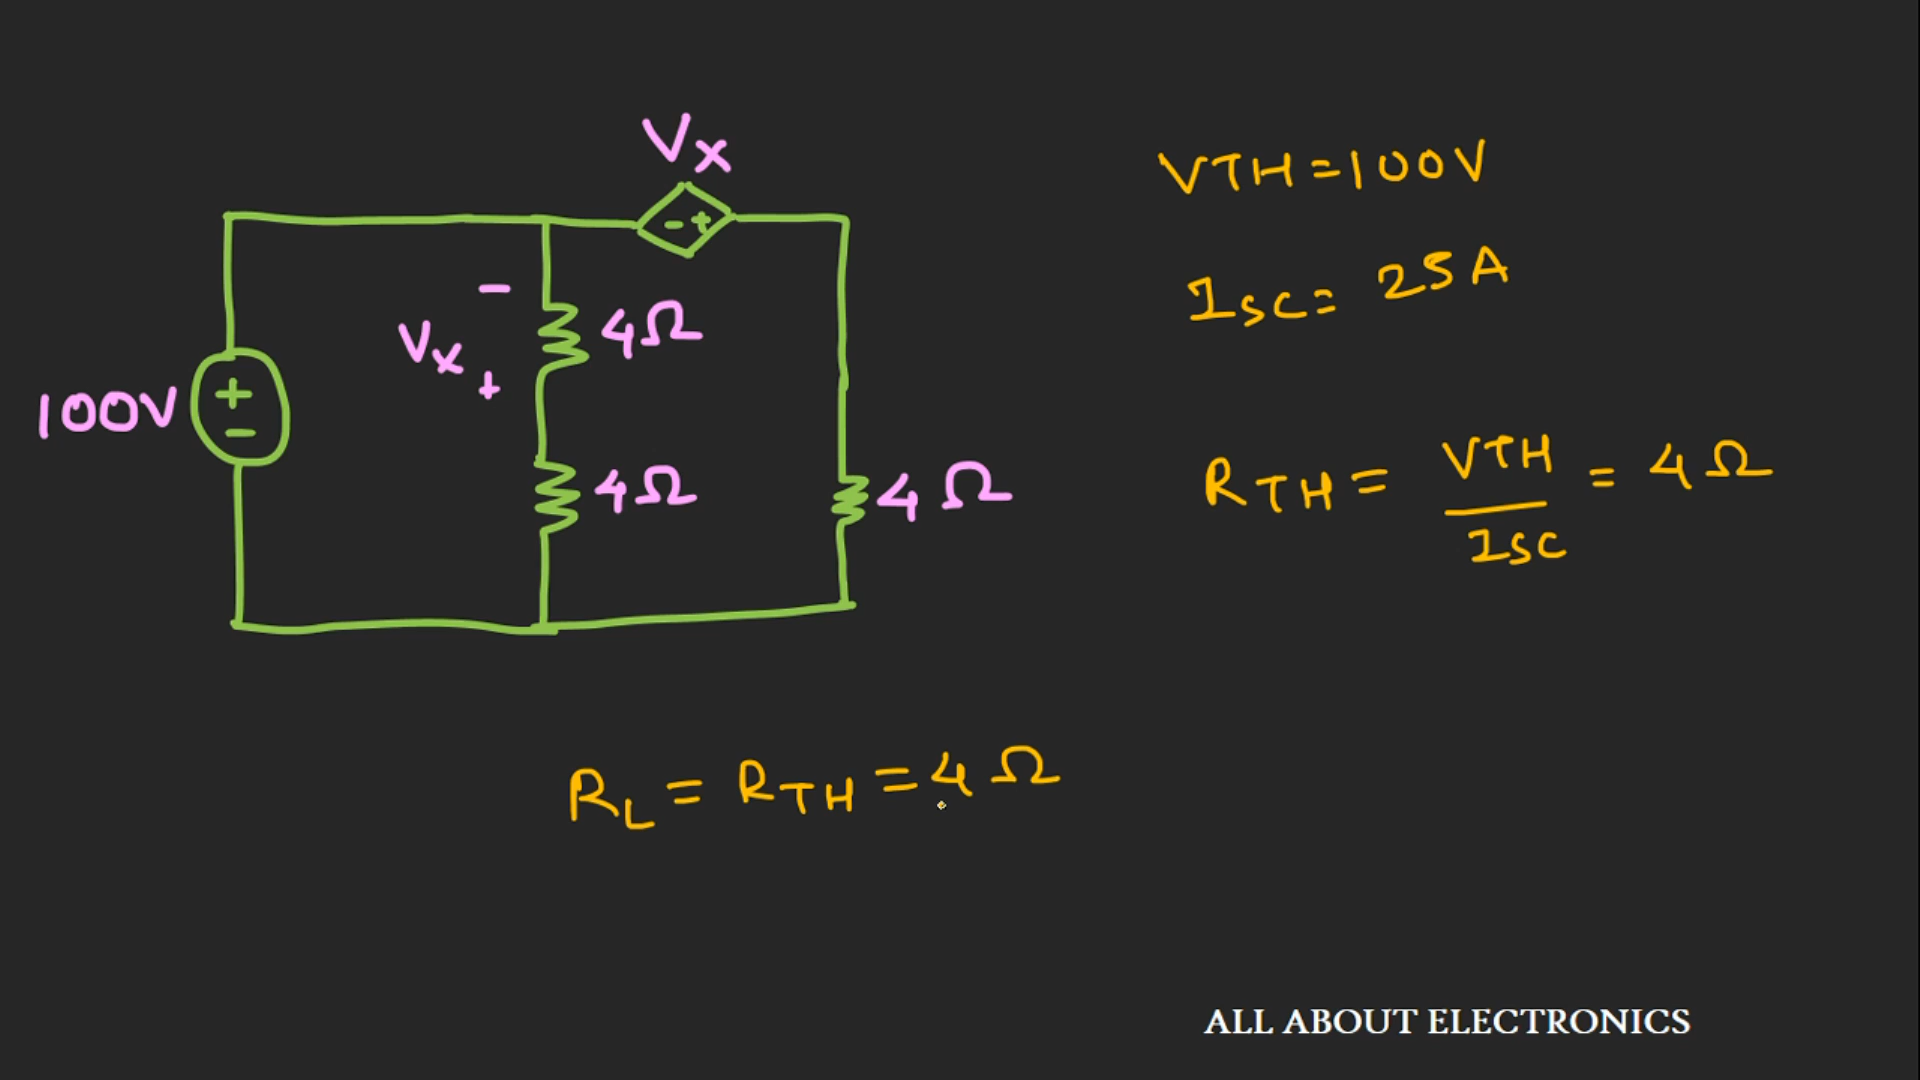 Vx
- +
VTH=100V
ISC= 25A
-
Vx
+
4Ω
100V
+
-
4Ω
4Ω
RTH= VTH/ISC = 4Ω
RL = RTH = 4Ω
ALL ABOUT ELECTRONICS